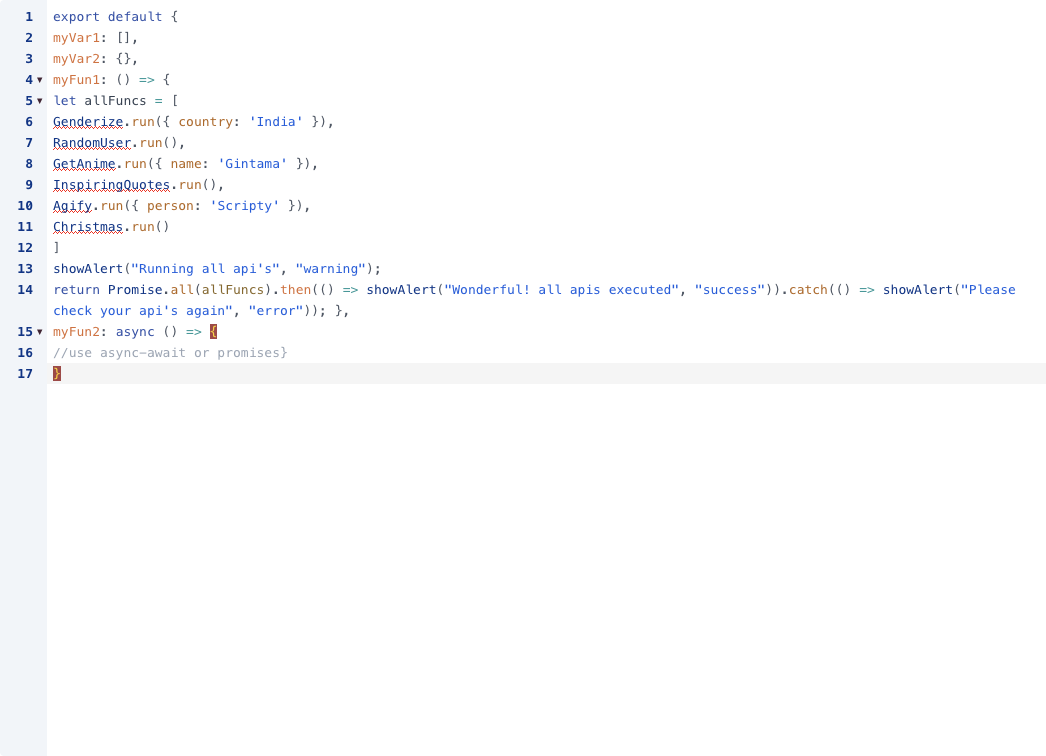 1 export default {
2 myVar1: [],
3 myVar2: {},
4 myFun1: () => {
5 let allFuncs = [
6 Genderize.run({ country: 'India' }),
7 RandomUser.run(),
8 GetAnime.run({ name: 'Gintama' }),
9 InspiringQuotes.run(),
10 Agify.run({ person: 'Scripty' }),
11 Christmas.run()
12 ]
13 showAlert("Running all api's", "warning");
14 return Promise.all(allFuncs).then(() => showAlert("Wonderful! all apis executed", "success")).catch(() => showAlert("Please
check your api's again", "error")); },
15 myFun2: async () => {
16 //use async-await or promises}
17 }